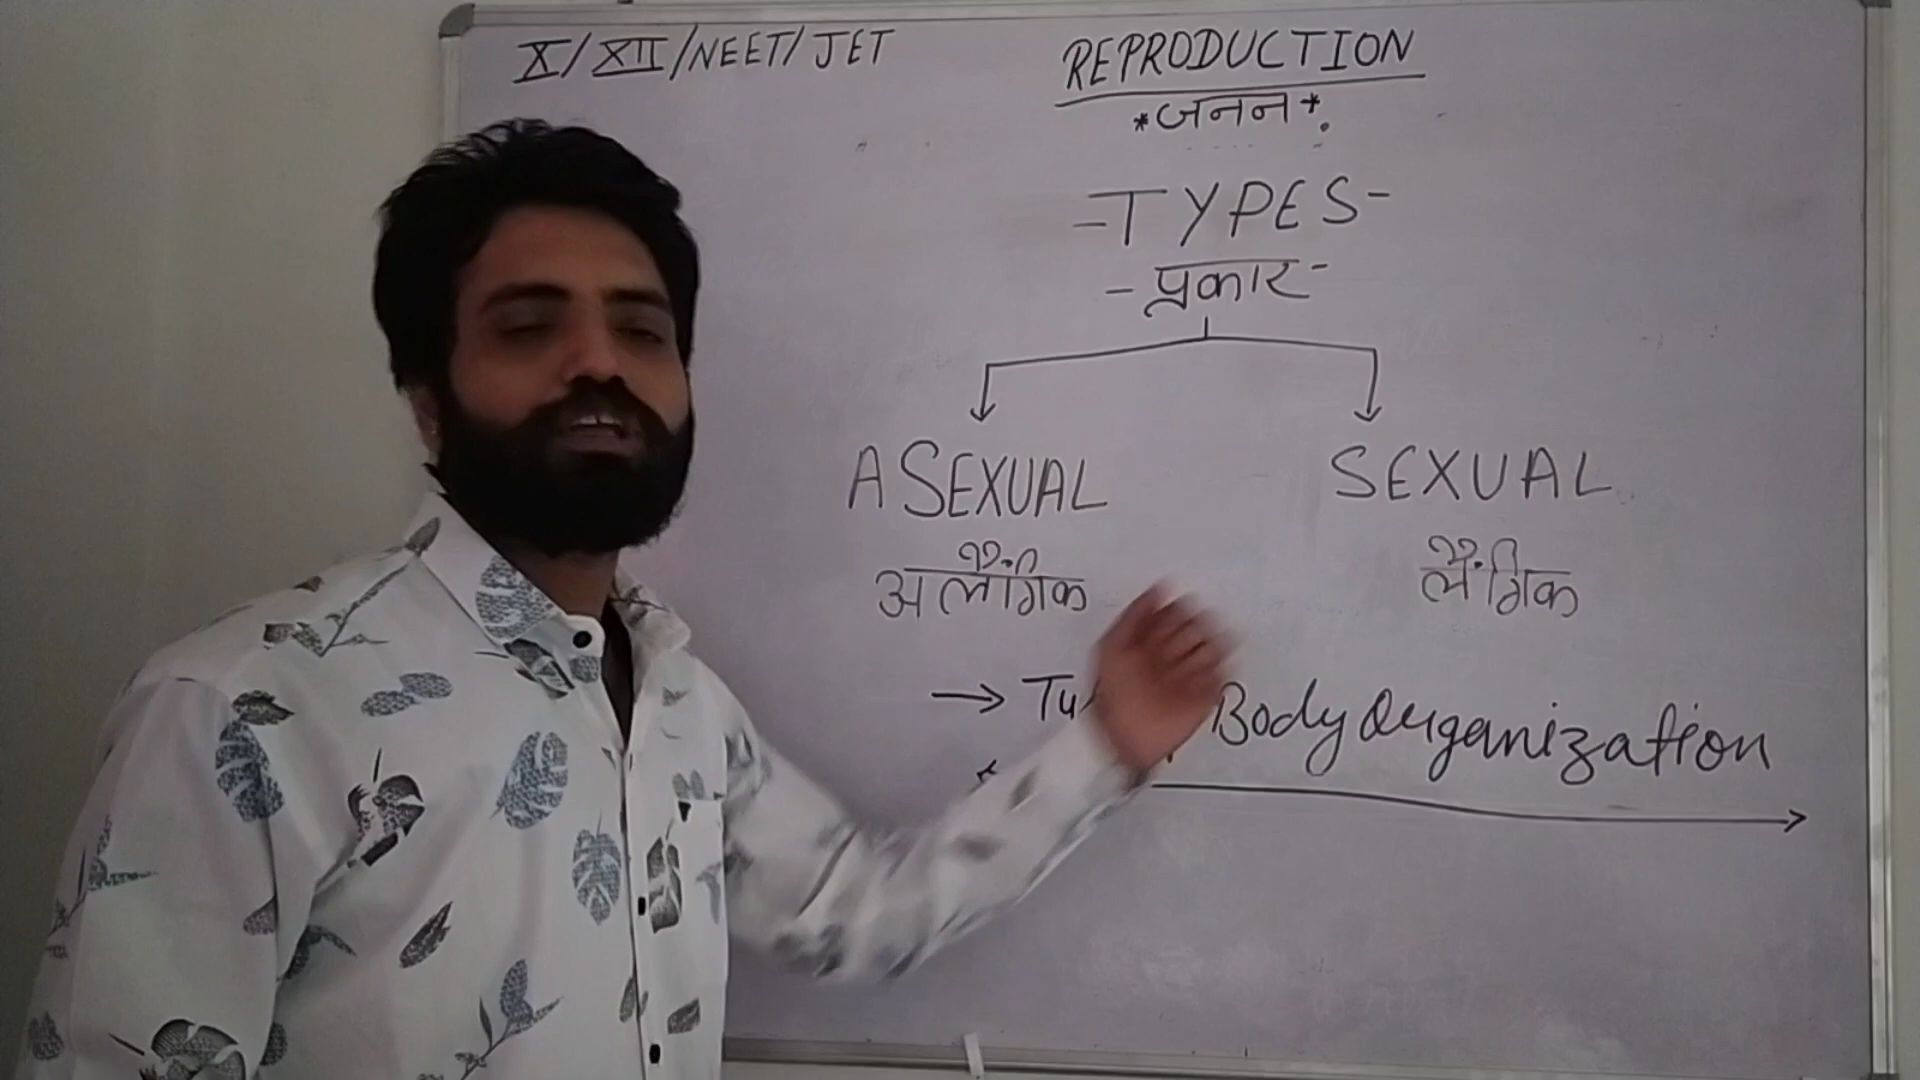 X/XII/NEET/JET
REPRODUCTION
*जनन*.
-TYPES-
-प्रकार-
ASEXUAL
SEXUAL
अलैंगिक
लैंगिक
→ Body Organization